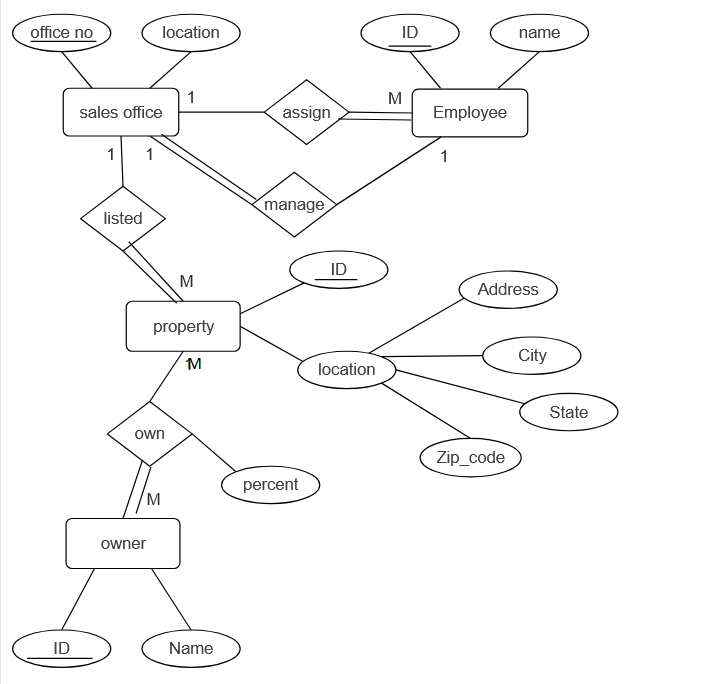 office no
location
ID
name
sales office
1
assign
M
Employee
1
1
1
manage
listed
M
ID
property
Address
City
location
State
M
own
Zip_code
percent
M
owner
ID
Name